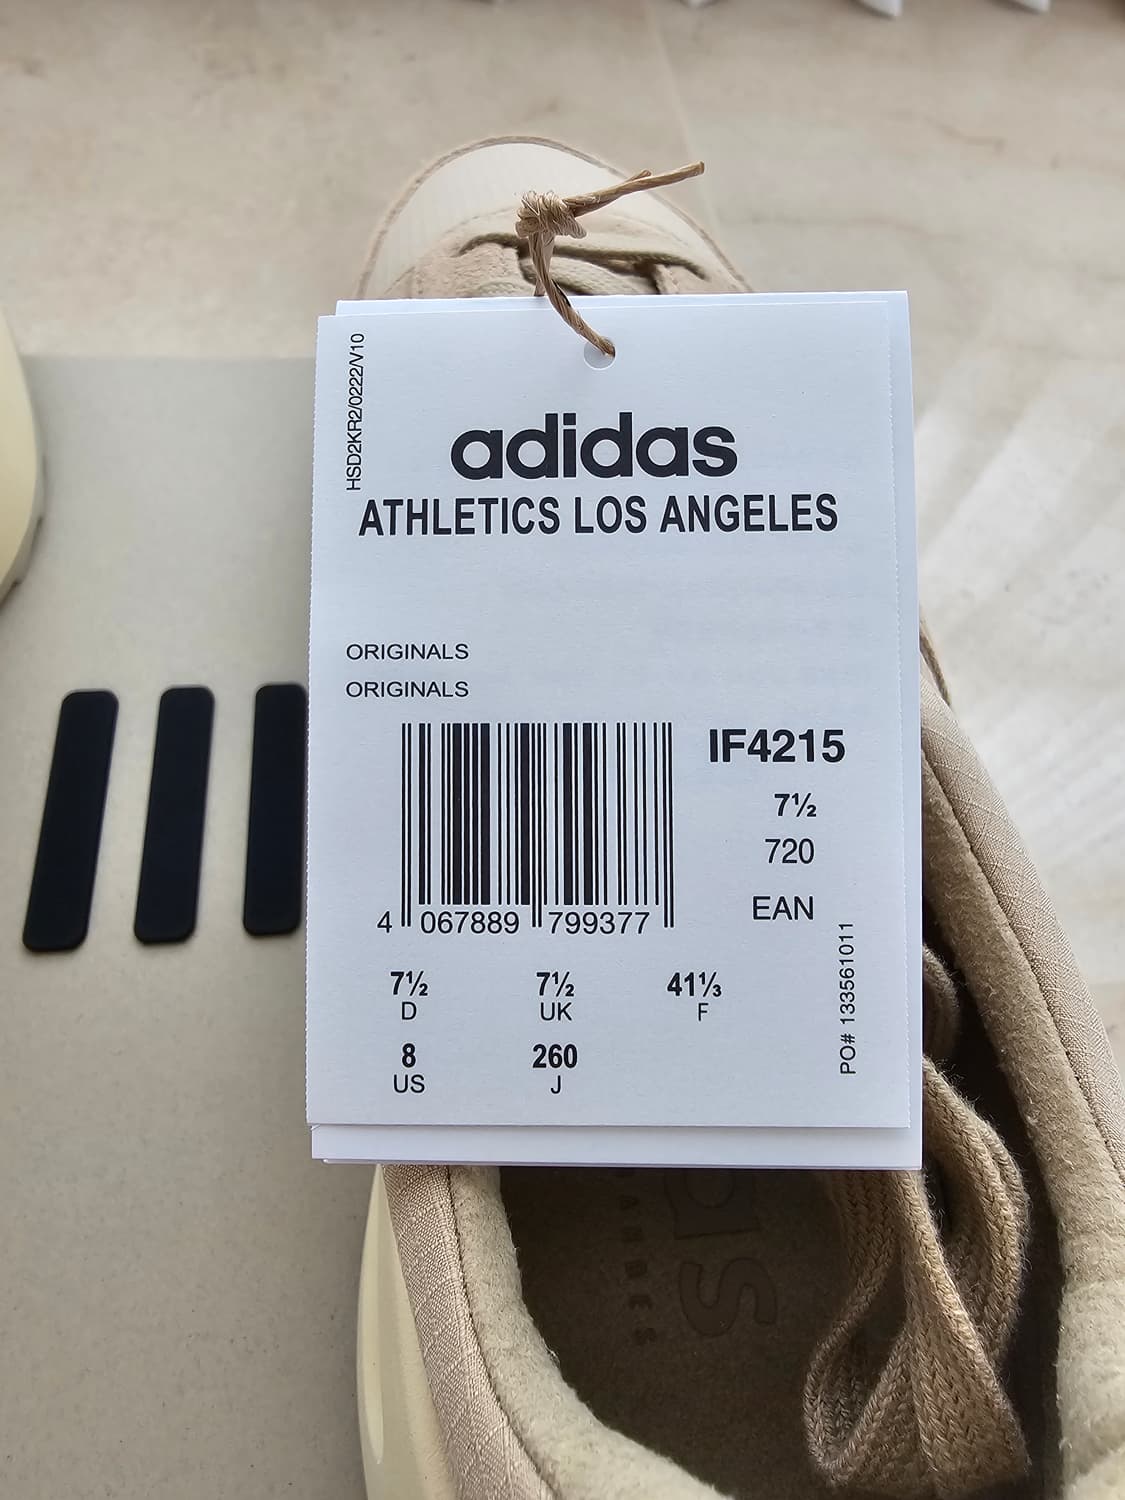 HSD2KR2/0222/V10
adidas
ATHLETICS LOS ANGELES
ORIGINALS
ORIGINALS
IF4215
7½
720
EAN
4 067889 799377
7½ 7½ 41⅓
D UK F
8 260
US J
PO# 133561011